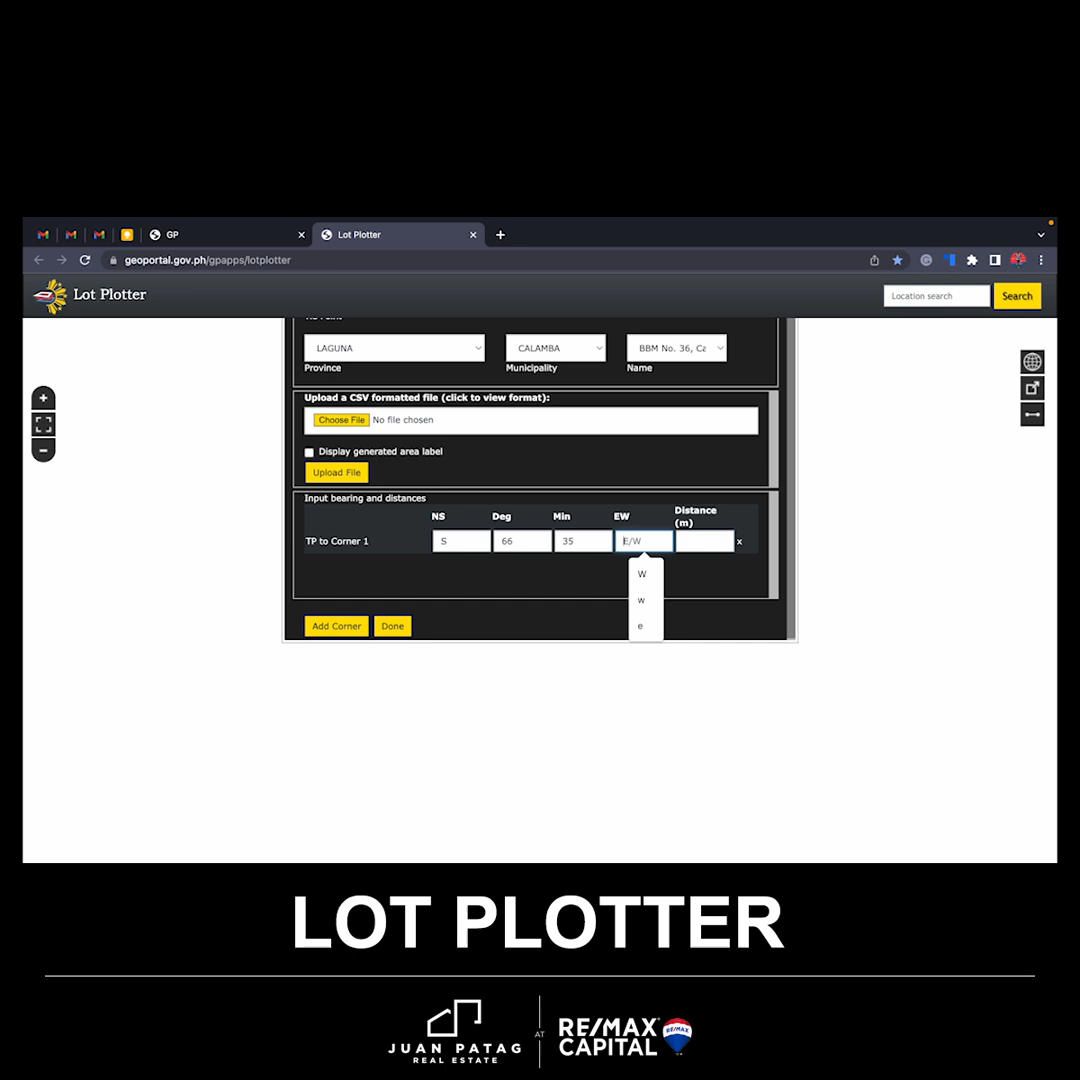 GP
Lot Plotter
geoportal.gov.ph/gpapps/lotplotter
Lot Plotter
Location search
Search
LAGUNA
CALAMBA
BBM No. 36, Ca
Province
Municipality
Name
Upload a CSV formatted file (click to view format):
Choose File No file chosen
Display generated area label
Upload File
Input bearing and distances
NS Deg Min EW Distance
(m)
TP to Corner 1 S 66 35 E/W x
W
w
e
Add Corner Done
LOT PLOTTER
JUAN PATAG
REAL ESTATE
AT
RE/MAX
CAPITAL
RE/MAX